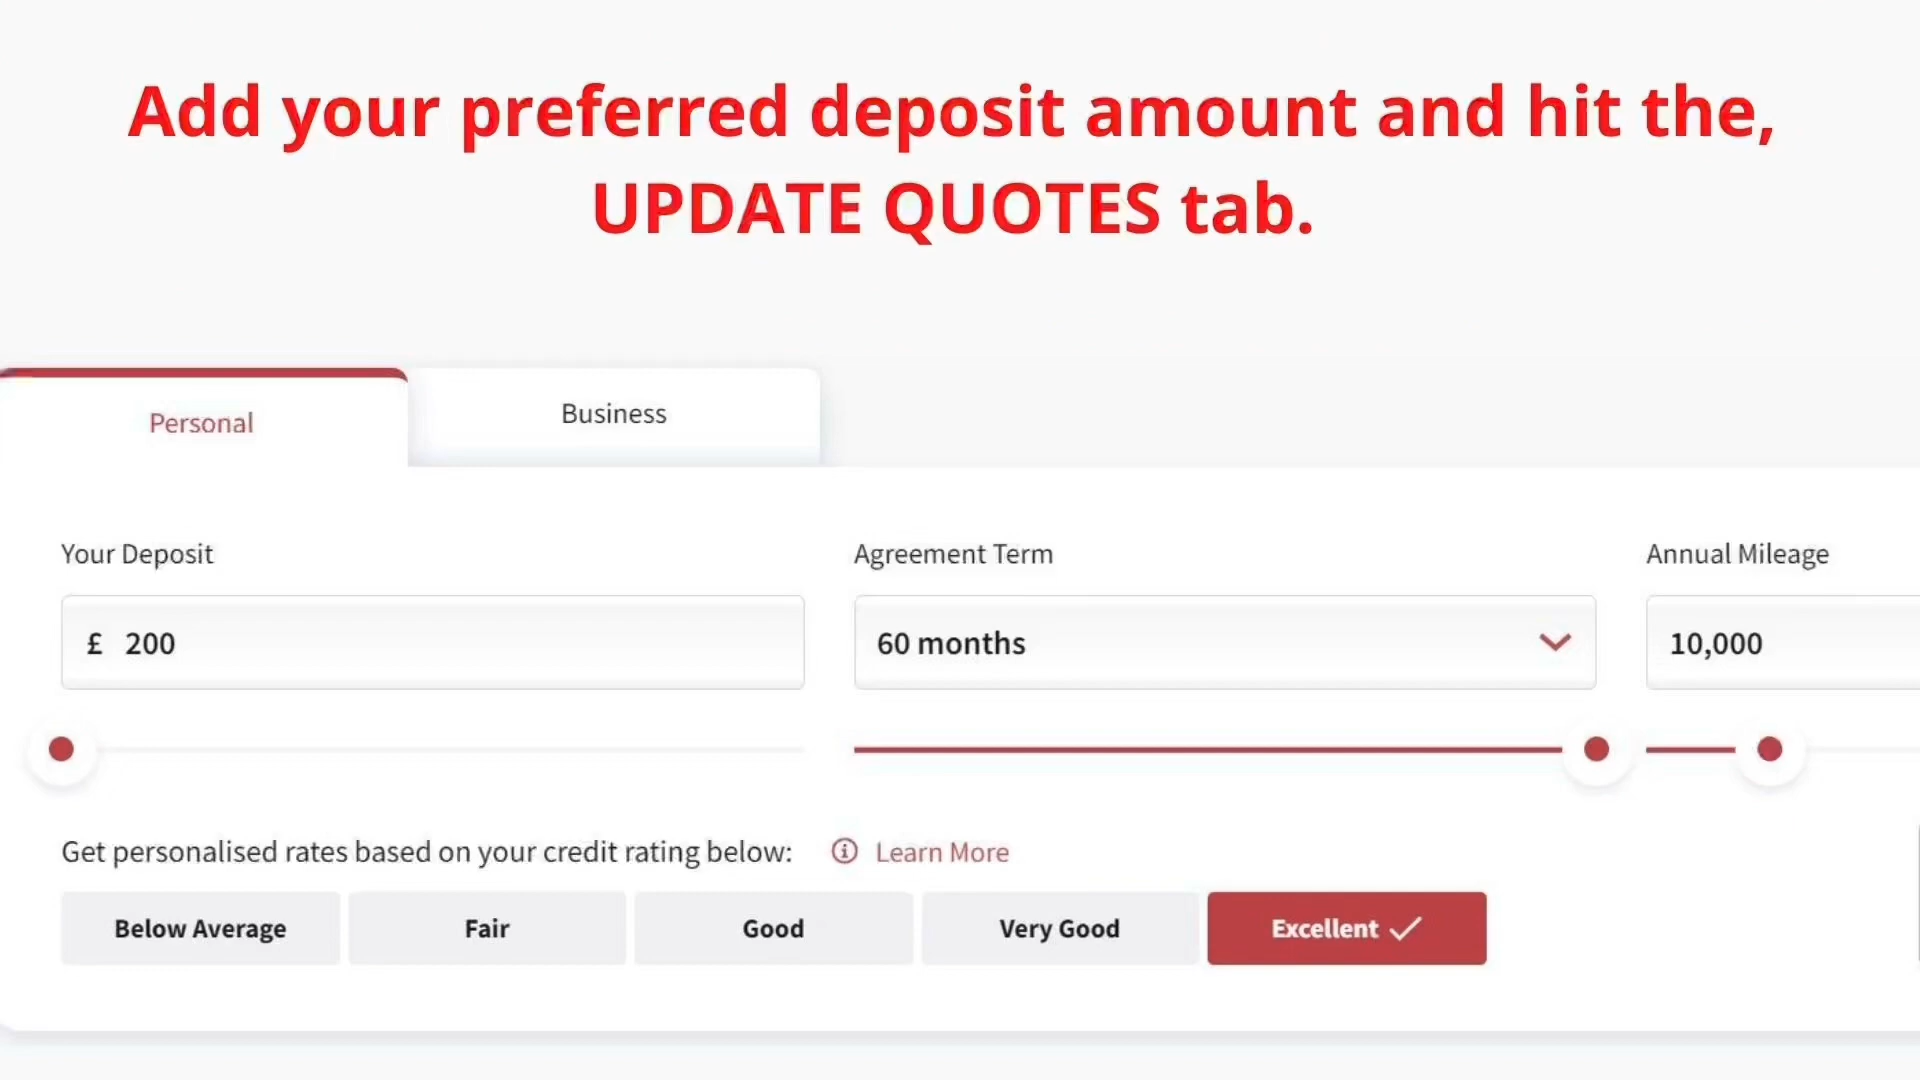 Add your preferred deposit amount and hit the,
UPDATE QUOTES tab.
Personal
Business
Your Deposit
Agreement Term
Annual Mileage
£ 200
60 months
10,000
Get personalised rates based on your credit rating below:
Learn More
Below Average
Fair
Good
Very Good
Excellent